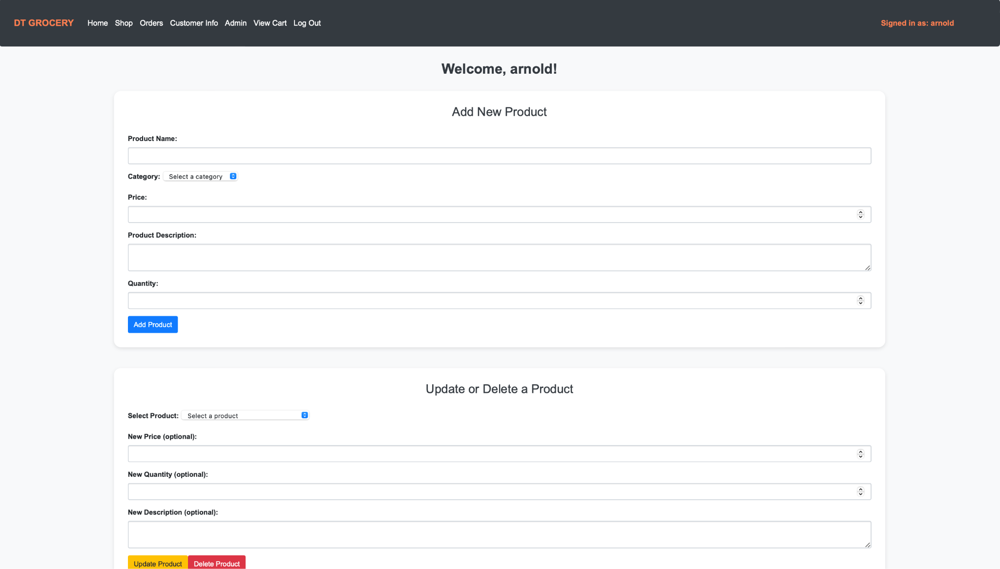 DT GROCERY Home Shop Orders Customer Info Admin View Cart Log Out Signed in as: arnold
Welcome, arnold!
Add New Product
Product Name:
Category: Select a category
Price:
Product Description:
Quantity:
Add Product
Update or Delete a Product
Select Product: Select a product
New Price (optional):
New Quantity (optional):
New Description (optional):
Update Product Delete Product